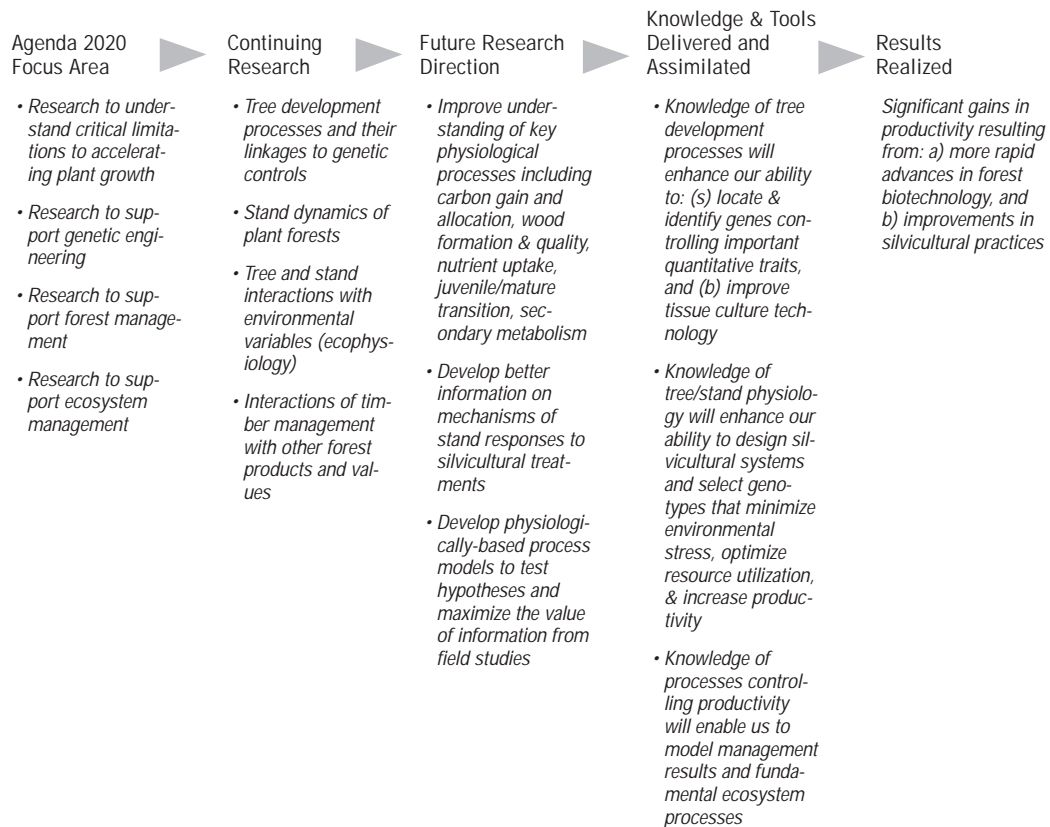 Agenda 2020
Focus Area
• Research to under-
stand critical limita-
tions to accelerat-
ing plant growth
• Research to sup-
port genetic engi-
neering
• Research to sup-
port forest manage-
ment
• Research to sup-
port ecosystem
management
Continuing
Research
• Tree development
processes and their
linkages to genetic
controls
• Stand dynamics of
plant forests
• Tree and stand
interactions with
environmental
variables (ecophys-
iology)
• Interactions of tim-
ber management
with other forest
products and val-
ues
Future Research
Direction
• Improve under-
standing of key
physiological
processes including
carbon gain and
allocation, wood
formation & quality,
nutrient uptake,
juvenile/mature
transition, sec-
ondary metabolism
• Develop better
information on
mechanisms of
stand responses to
silvicultural treat-
ments
• Develop physiologi-
cally-based process
models to test
hypotheses and
maximize the value
of information from
field studies
Knowledge & Tools
Delivered and
Assimilated
• Knowledge of tree
development
processes will
enhance our ability
to: (s) locate &
identify genes con-
trolling important
quantitative traits,
and (b) improve
tissue culture tech-
nology
• Knowledge of
tree/stand physiolo-
gy will enhance our
ability to design sil-
vicultural systems
and select geno-
types that minimize
environmental
stress, optimize
resource utilization,
& increase produc-
tivity
• Knowledge of
processes control-
ling productivity
will enable us to
model management
results and funda-
mental ecosystem
processes
Results
Realized
Significant gains in
productivity resulting
from: a) more rapid
advances in forest
biotechnology, and
b) improvements in
silvicultural practices